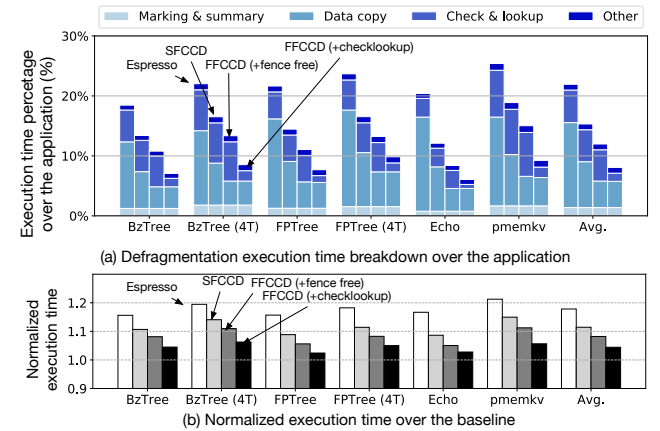 Marking & summary Data copy Check & lookup Other
Execution time percetage
over the application (%)
30%
20%
10%
0%
Espresso
SFCCD
FFCCD (+fence free)
FFCCD (+checklookup)
BzTree BzTree (4T) FPTree FPTree (4T) Echo pmemkv Avg.
(a) Defragmentation execution time breakdown over the application
Normalized
execution time
1.2
1.1
1.0
0.9
Espresso
SFCCD
FFCCD (+fence free)
FFCCD (+checklookup)
BzTree BzTree (4T) FPTree FPTree (4T) Echo pmemkv Avg.
(b) Normalized execution time over the baseline